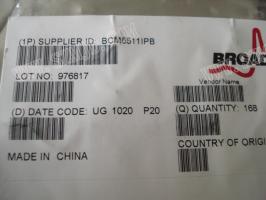 (1P) SUPPLIER ID: BCM6511IPB
BROAD
LOT NO: 976817
Vendor Name
(D) DATE CODE: UG 1020 P20
(Q) QUANTITY: 168
MADE IN CHINA
COUNTRY OF ORIGI